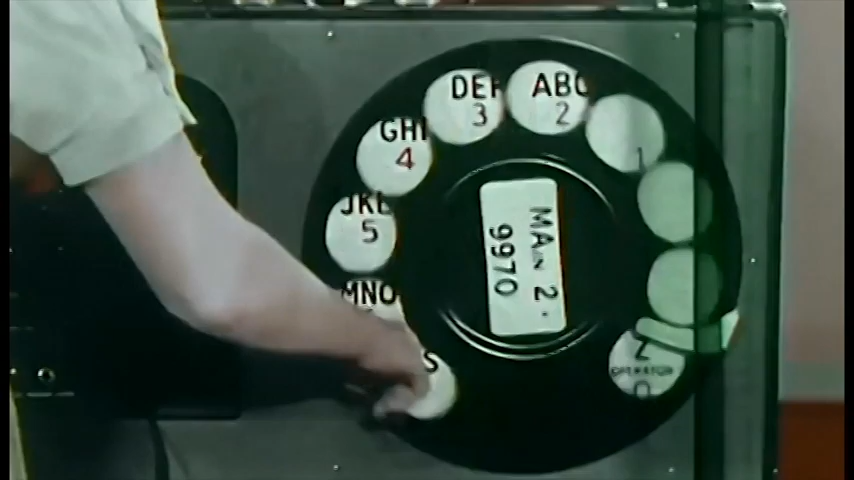 ABC
2
DEF
3
1
GHI
4
JKL
5
MNO
S
Z
OPERATOR
0
MAIN 2-
9970